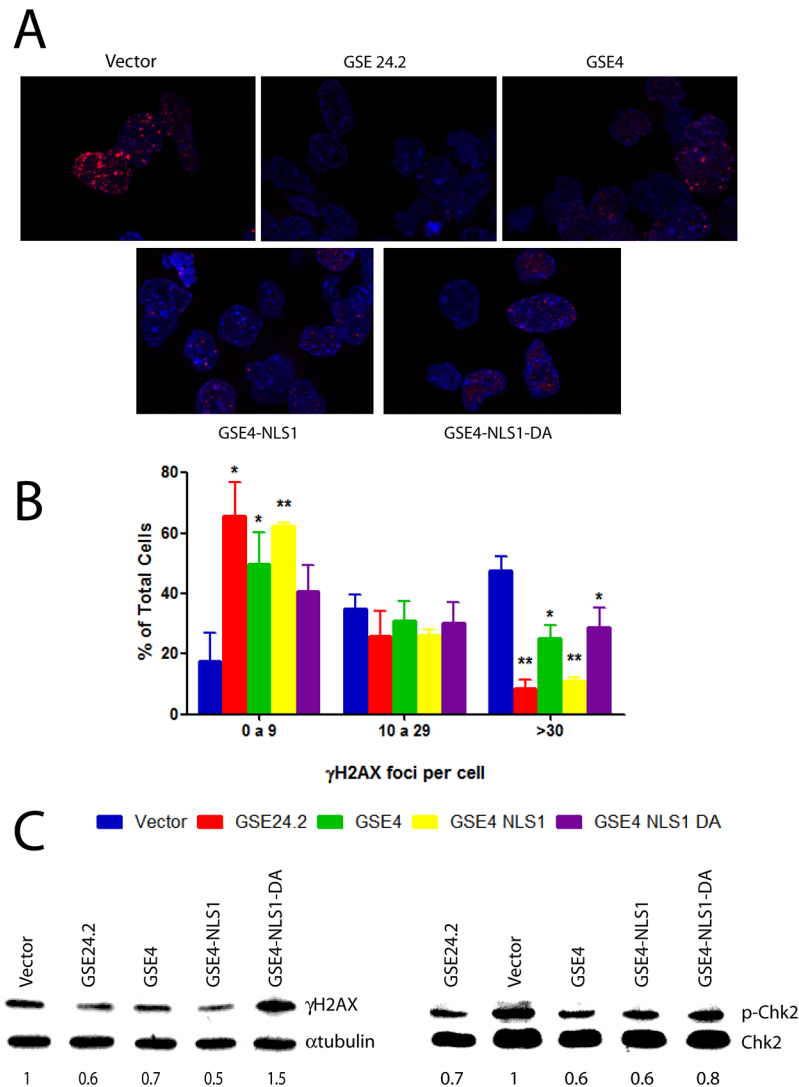 A
Vector
GSE 24.2
GSE4
GSE4-NLS1
GSE4-NLS1-DA
B
80
60
40
20
0
% of Total Cells
*
*
**
**
*
**
*
0 a 9
10 a 29
>30
γH2AX foci per cell
Vector
GSE24.2
GSE4
GSE4 NLS1
GSE4 NLS1 DA
C
Vector
GSE24.2
GSE4
GSE4-NLS1
GSE4-NLS1-DA
γH2AX
αtubulin
1
0.6
0.7
0.5
1.5
GSE24.2
Vector
GSE4
GSE4-NLS1
GSE4-NLS1-DA
p-Chk2
Chk2
0.7
1
0.6
0.6
0.8